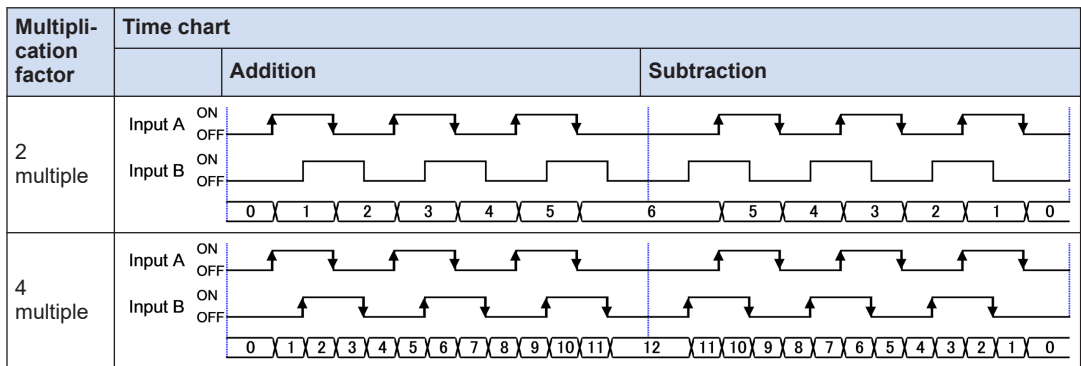 Multipli-
cation
factor
Time chart
Addition
Subtraction
2
multiple
Input A
ON
OFF
Input B
ON
OFF
0 1 2 3 4 5 6 5 4 3 2 1 0
4
multiple
Input A
ON
OFF
Input B
ON
OFF
0 1 2 3 4 5 6 7 8 9 10 11 12 11 10 9 8 7 6 5 4 3 2 1 0